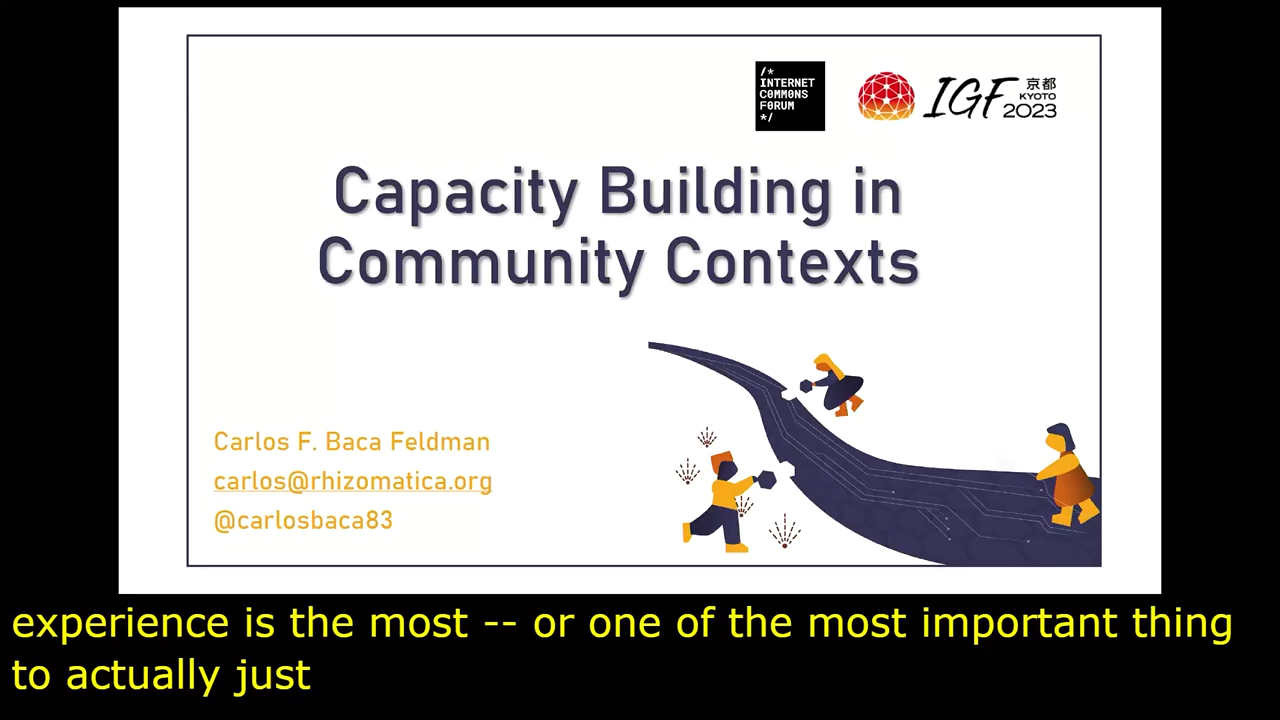 /*
INTERNET
COMMONS
FORUM
*/
IGF 京都
KYOTO
2023
Capacity Building in
Community Contexts
Carlos F. Baca Feldman
carlos@rhizomatica.org
@carlosbaca83
experience is the most -- or one of the most important thing
to actually just